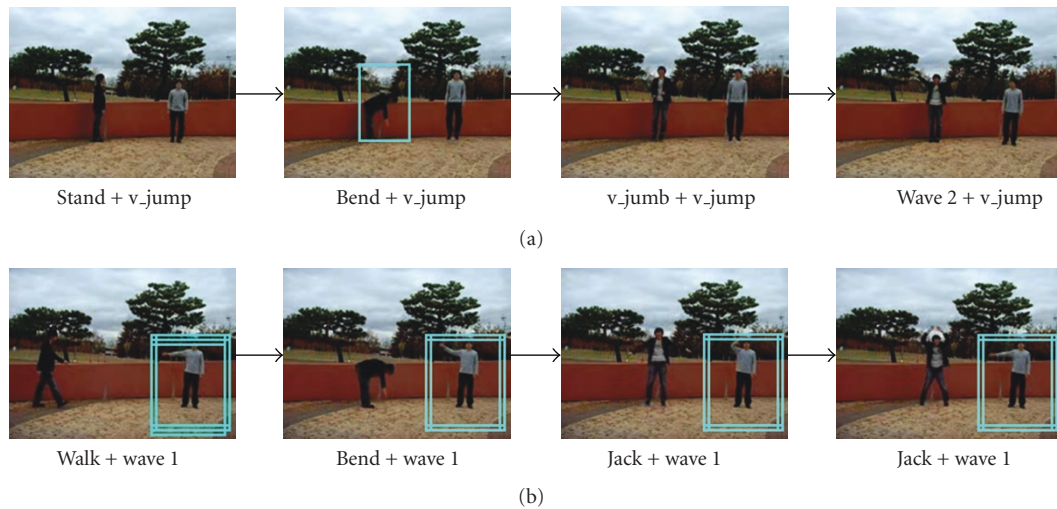 Stand + v_jump
Bend + v_jump
v_jumb + v_jump
Wave 2 + v_jump
(a)
Walk + wave 1
Bend + wave 1
Jack + wave 1
Jack + wave 1
(b)